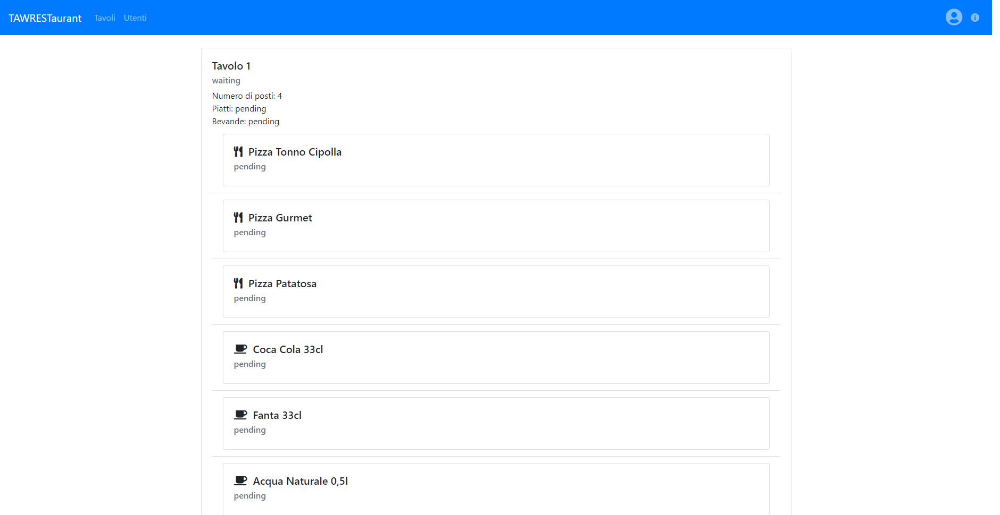 TAWRESTaurant Tavoli Utenti
Tavolo 1
waiting
Numero di posti: 4
Piatti: pending
Bevande: pending
Pizza Tonno Cipolla
pending
Pizza Gurmet
pending
Pizza Patatosa
pending
Coca Cola 33cl
pending
Fanta 33cl
pending
Acqua Naturale 0,5l
pending